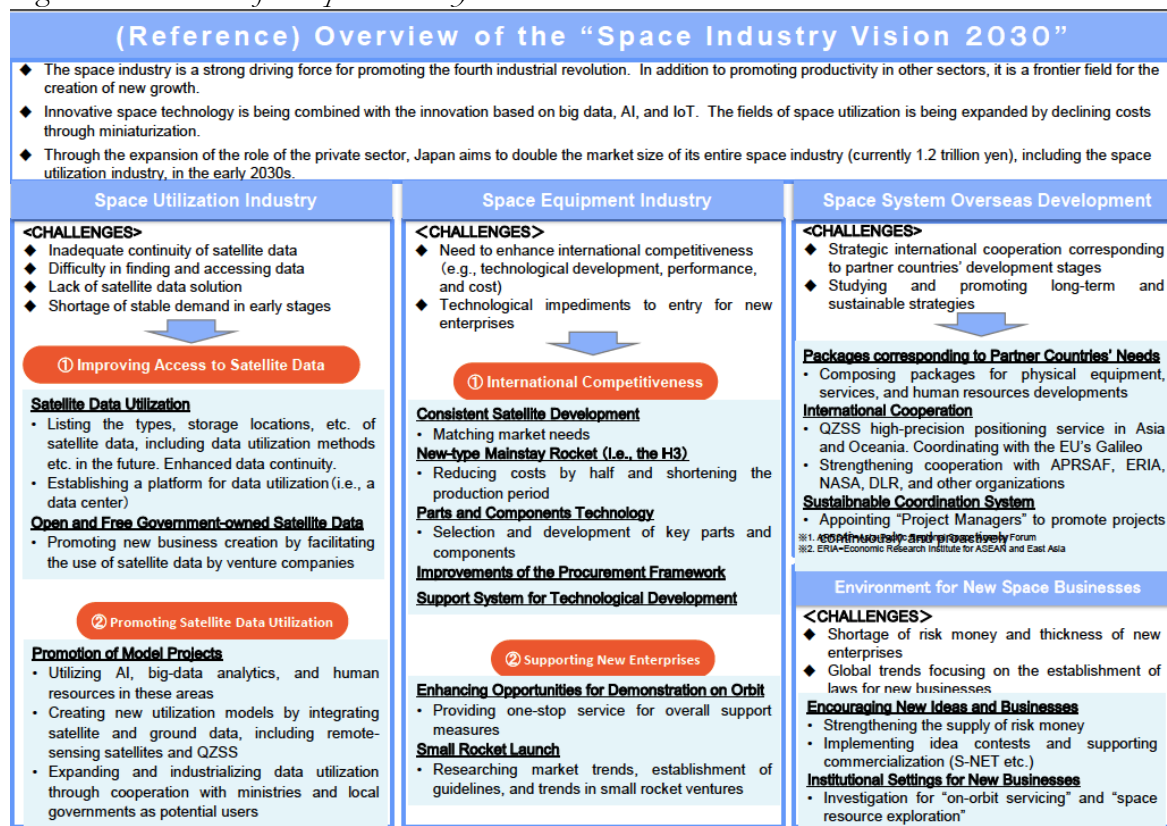 (Reference) Overview of the “Space Industry Vision 2030”
◆ The space industry is a strong driving force for promoting the fourth industrial revolution. In addition to promoting productivity in other sectors, it is a frontier field for the
creation of new growth.
◆ Innovative space technology is being combined with the innovation based on big data, AI, and IoT. The fields of space utilization is being expanded by declining costs
through miniaturization.
◆ Through the expansion of the role of the private sector, Japan aims to double the market size of its entire space industry (currently 1.2 trillion yen), including the space
utilization industry, in the early 2030s.
Space Utilization Industry
<CHALLENGES>
◆ Inadequate continuity of satellite data
◆ Difficulty in finding and accessing data
◆ Lack of satellite data solution
◆ Shortage of stable demand in early stages
① Improving Access to Satellite Data
Satellite Data Utilization
・ Listing the types, storage locations, etc. of
satellite data, including data utilization methods
etc. in the future. Enhanced data continuity.
・ Establishing a platform for data utilization(i.e., a
data center)
Open and Free Government-owned Satellite Data
・ Promoting new business creation by facilitating
the use of satellite data by venture companies
② Promoting Satellite Data Utilization
Promotion of Model Projects
・ Utilizing AI, big-data analytics, and human
resources in these areas
・ Creating new utilization models by integrating
satellite and ground data, including remote-
sensing satellites and QZSS
・ Expanding and industrializing data utilization
through cooperation with ministries and local
governments as potential users
Space Equipment Industry
<CHALLENGES>
◆ Need to enhance international competitiveness
(e.g., technological development, performance,
and cost)
◆ Technological impediments to entry for new
enterprises
① International Competitiveness
Consistent Satellite Development
・ Matching market needs
New-type Mainstay Rocket (i.e., the H3)
・ Reducing costs by half and shortening the
production period
Parts and Components Technology
・ Selection and development of key parts and
components
Improvements of the Procurement Framework
Support System for Technological Development
② Supporting New Enterprises
Enhancing Opportunities for Demonstration on Orbit
・ Providing one-stop service for overall support
measures
Small Rocket Launch
・ Researching market trends, establishment of
guidelines, and trends in small rocket ventures
Space System Overseas Development
<CHALLENGES>
◆ Strategic international cooperation corresponding
to partner countries’ development stages
◆ Studying and promoting long-term and
sustainable strategies
Packages corresponding to Partner Countries’ Needs
・ Composing packages for physical equipment,
services, and human resources developments
International Cooperation
・ QZSS high-precision positioning service in Asia
and Oceania. Coordinating with the EU’s Galileo
・ Strengthening cooperation with APRSAF, ERIA,
NASA, DLR, and other organizations
Sustaibnable Coordination System
・ Appointing “Project Managers” to promote projects
continuously and proactively
※1. APRSAF=Asia-Pacific Regional Space Agency Forum
※2. ERIA=Economic Research Institute for ASEAN and East Asia
Environment for New Space Businesses
<CHALLENGES>
◆ Shortage of risk money and thickness of new
enterprises
◆ Global trends focusing on the establishment of
laws for new businesses
Encouraging New Ideas and Businesses
・ Strengthening the supply of risk money
・ Implementing idea contests and supporting
commercialization (S-NET etc.)
Institutional Settings for New Businesses
・ Investigation for “on-orbit servicing” and “space
resource exploration”